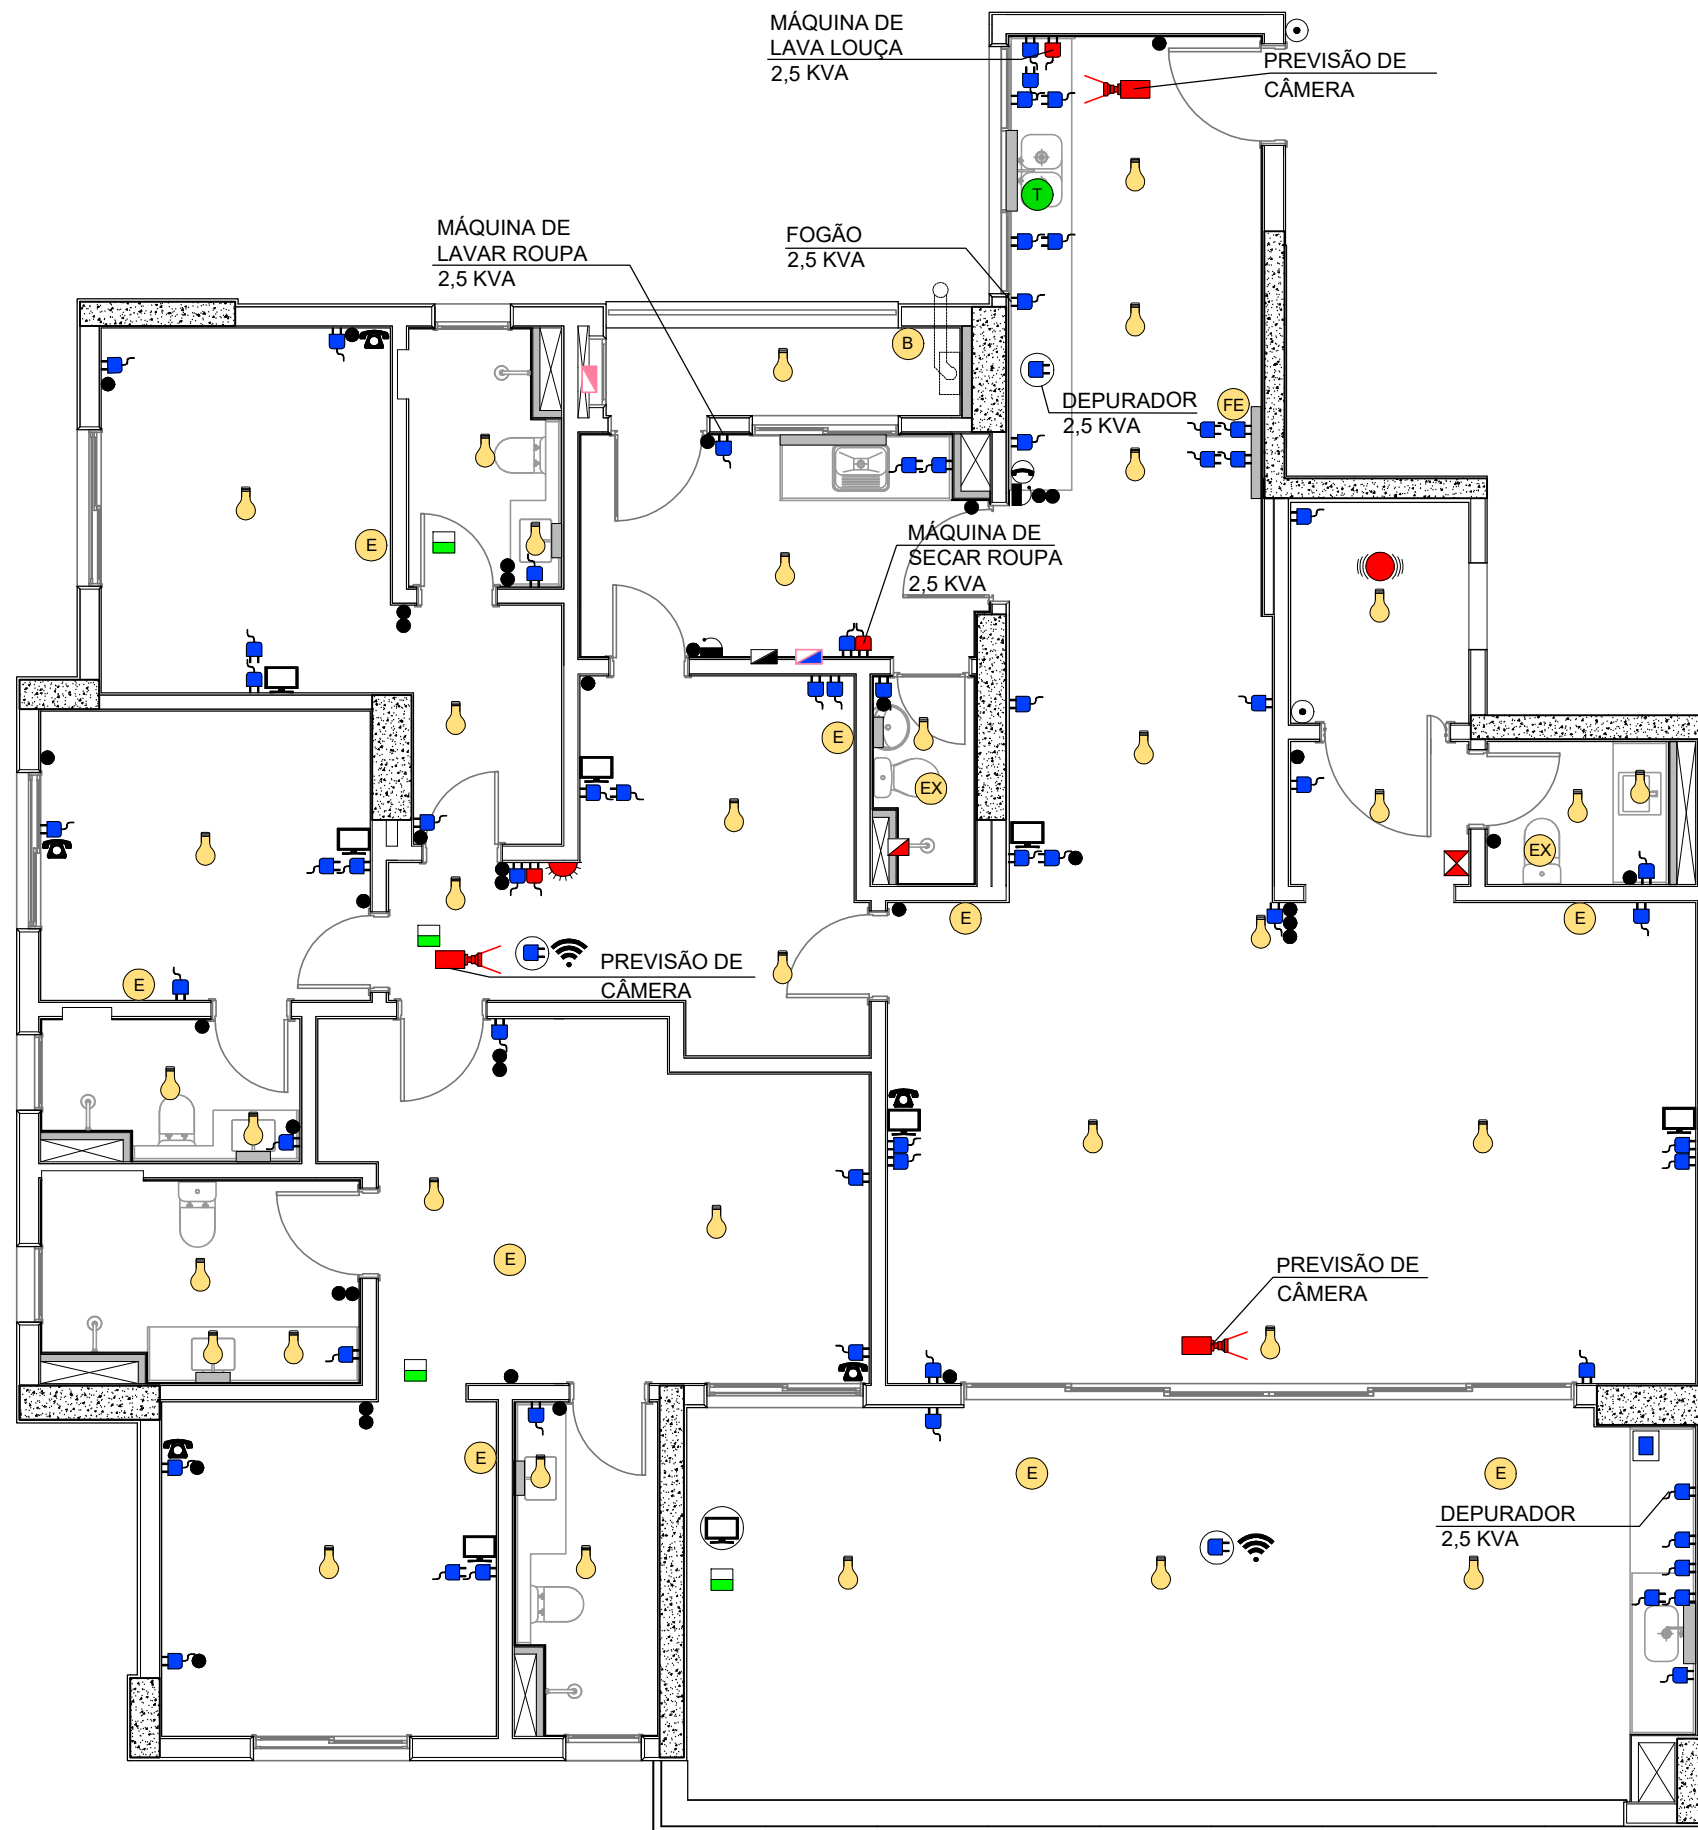 MÁQUINA DE
LAVA LOUÇA
2,5 KVA
PREVISÃO DE
CÂMERA
T
MÁQUINA DE
LAVAR ROUPA
2,5 KVA
FOGÃO
2,5 KVA
B
DEPURADOR
2,5 KVA
FE
E
MÁQUINA DE
SECAR ROUPA
2,5 KVA
E
EX
EX
E
E
E
PREVISÃO DE
CÂMERA
E
E
PREVISÃO DE
CÂMERA
E
E
E
DEPURADOR
2,5 KVA